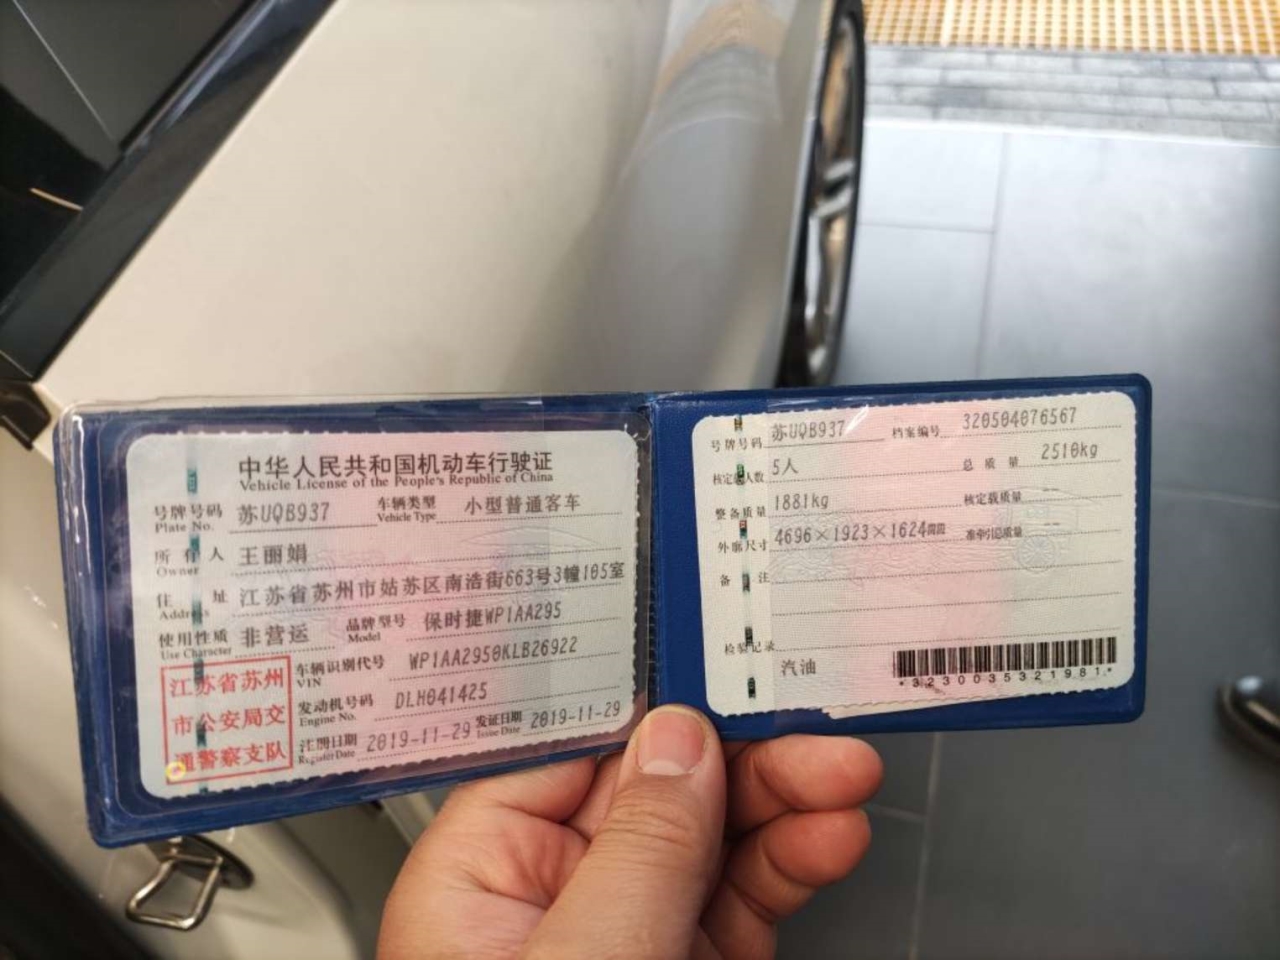 中华人民共和国机动车行驶证
Vehicle License of the People's Republic of China
号牌号码 苏UQB937 车辆类型 小型普通客车
Plate No. Vehicle Type
所有人 王丽娟
Owner
住址 江苏省苏州市姑苏区南浩街663号3幢105室
Address
使用性质 非营运 品牌型号 保时捷WP1AA295
Use Character Model
江苏省苏州市公安局交通警察支队
车辆识别代号 WP1AA2950KLB26922
VIN
发动机号码 DLH041425
Engine No.
注册日期 2019-11-29 发证日期 2019-11-29
Register Date Issue Date
号牌号码 苏UQB937 档案编号 320504076567
核定载人数 5人 总质量 2510kg
整备质量 1881kg 核定载质量 --
外廓尺寸 4696×1923×1624 准牵引总质量 --
备注
检验记录
汽油
*3230035321981*